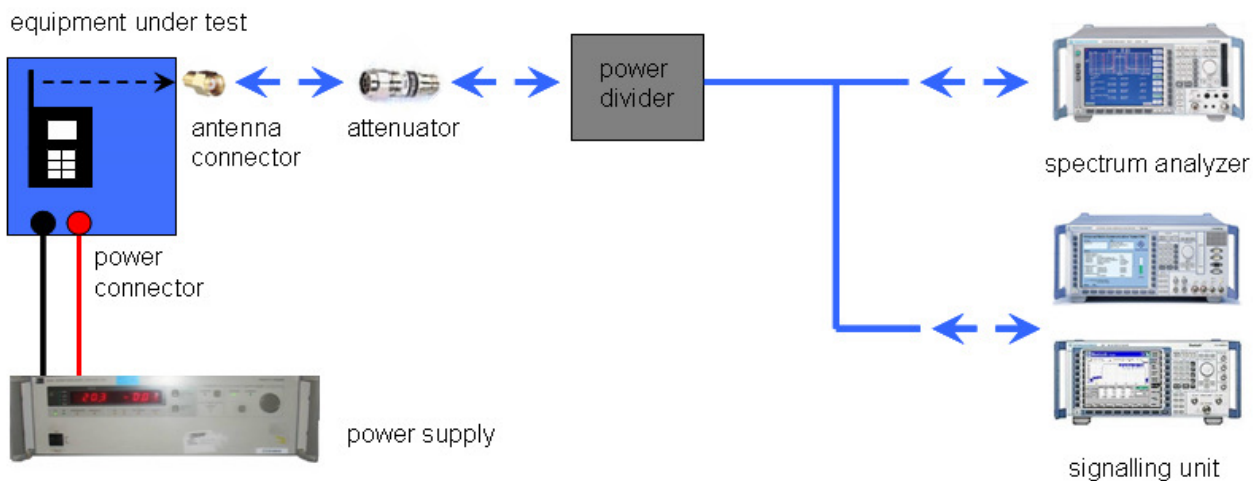 equipment under test
power
divider
antenna
connector
attenuator
spectrum analyzer
power
connector
power supply
signalling unit